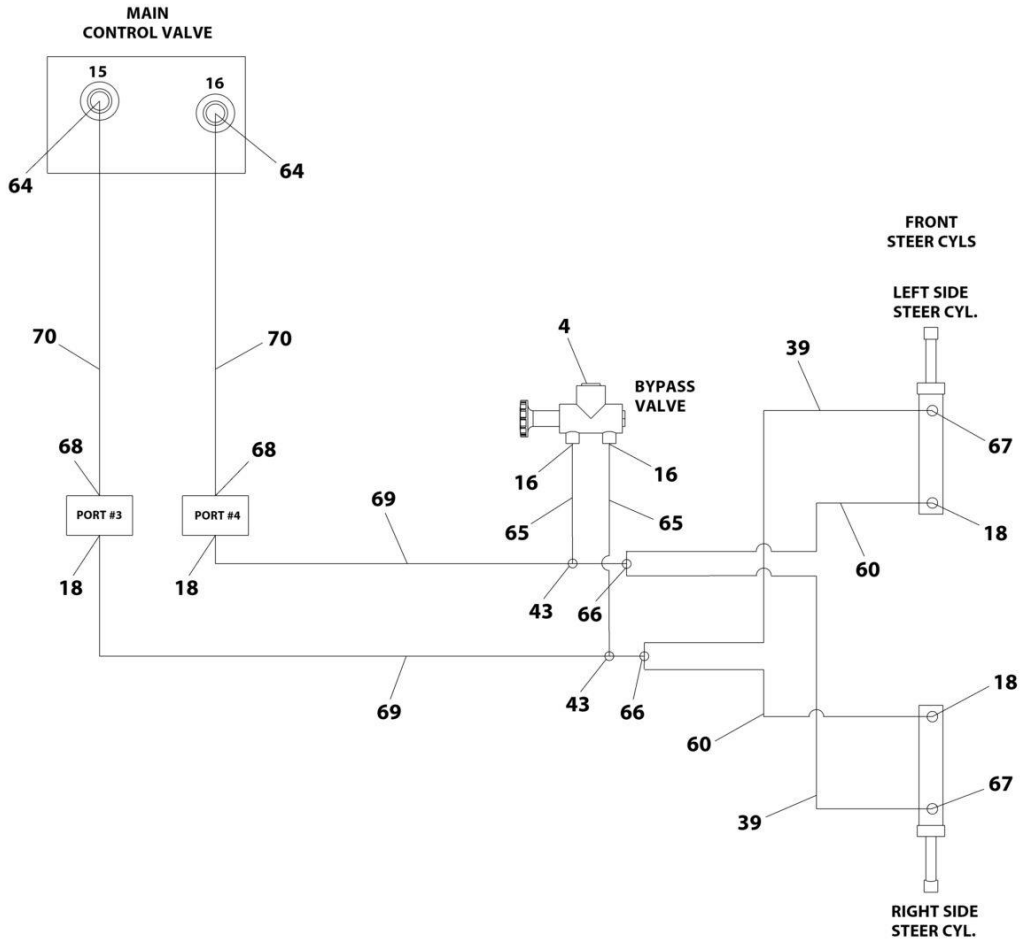 MAIN
CONTROL VALVE
15
16
64
64
FRONT
STEER CYLS
LEFT SIDE
STEER CYL.
70
70
4
39
BYPASS
VALVE
67
68
68
16
16
69
PORT #3
PORT #4
65
65
18
60
18
18
43
66
69
43
66
18
60
67
39
RIGHT SIDE
STEER CYL.